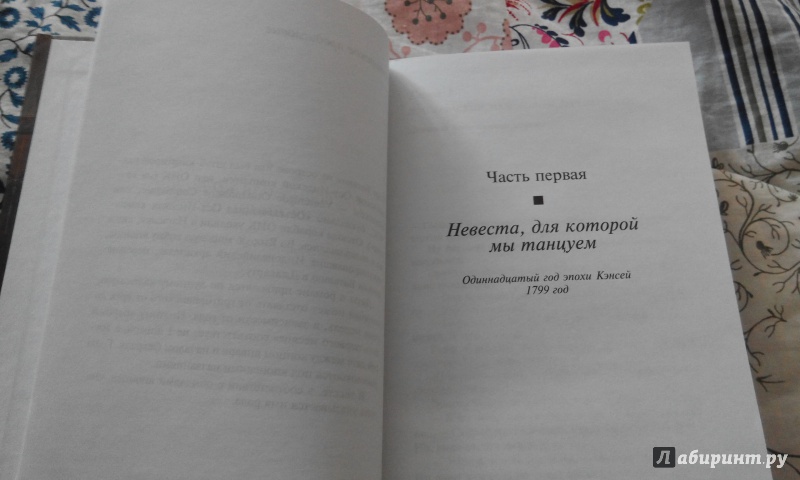 Часть первая
Невеста, для которой
мы танцуем
Одиннадцатый год эпохи Кэнсей
1799 год
Лабиринт.ру